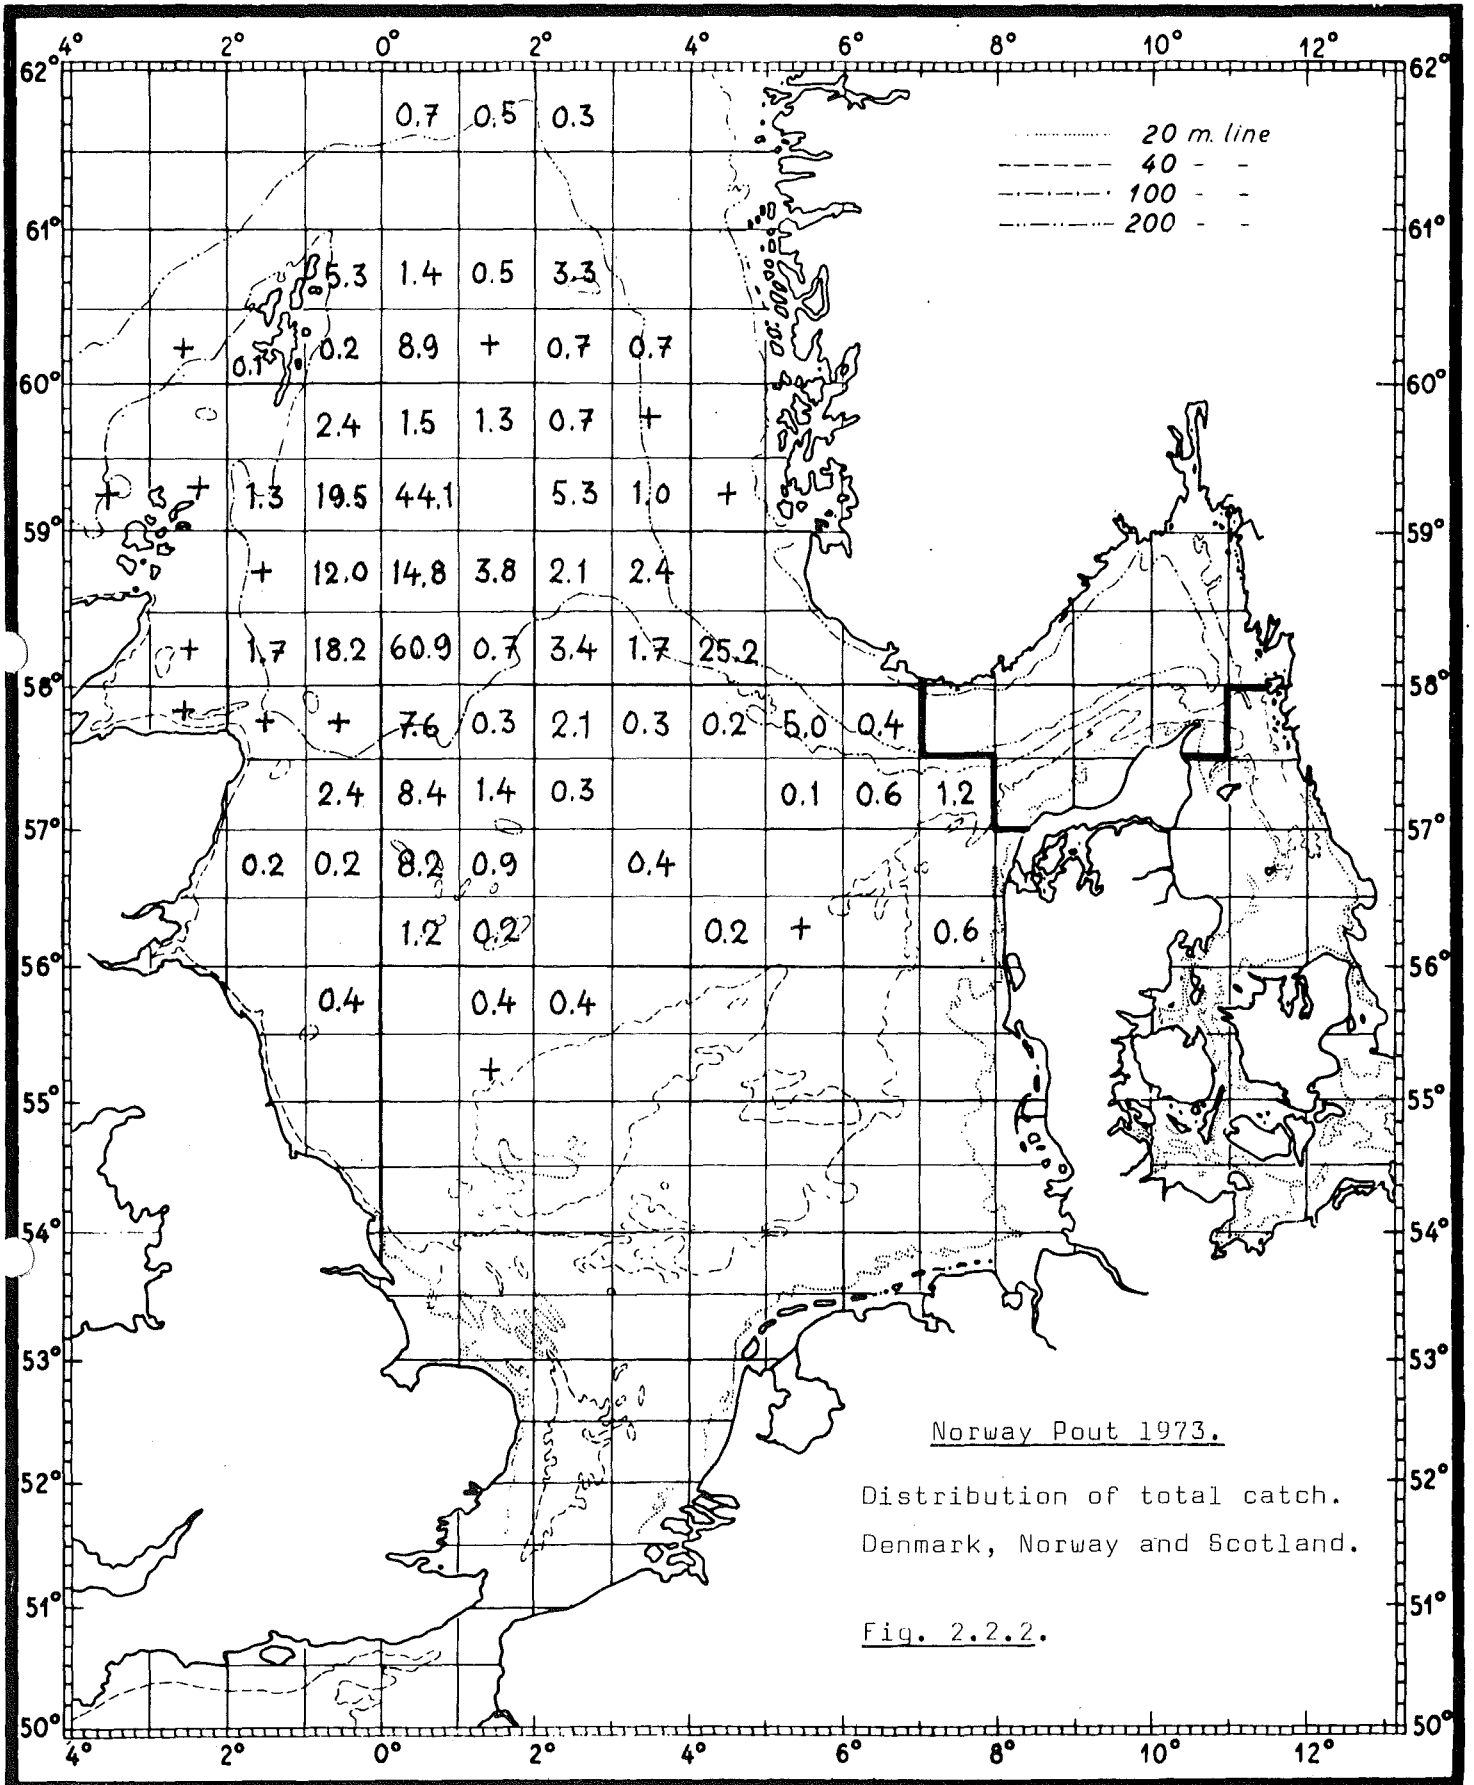 4° 2° 0° 2° 4° 6° 8° 10° 12°
62° 62°
0.7 0.5 0.3
20 m. line
40 - -
100 - -
200 - -
61° 61°
5.3 1.4 0.5 3.3
+ 0.1 0.2 8.9 + 0.7 0.7
60° 60°
2.4 1.5 1.3 0.7 +
+ + 1.3 19.5 44.1 5.3 1.0 +
59° 59°
+ 12.0 14.8 3.8 2.1 2.4
+ 1.7 18.2 60.9 0.7 3.4 1.7 25.2
58° 58°
+ + + 7.6 0.3 2.1 0.3 0.2 5.0 0.4
2.4 8.4 1.4 0.3 0.1 0.6 1.2
57° 57°
0.2 0.2 8.2 0.9 0.4
1.2 0.2 0.2 + 0.6
56° 56°
0.4 0.4 0.4
+
55° 55°
54° 54°
53° 53°
Norway Pout 1973.
52° 52°
Distribution of total catch.
Denmark, Norway and Scotland.
51° 51°
Fig. 2.2.2.
50° 50°
4° 2° 0° 2° 4° 6° 8° 10° 12°